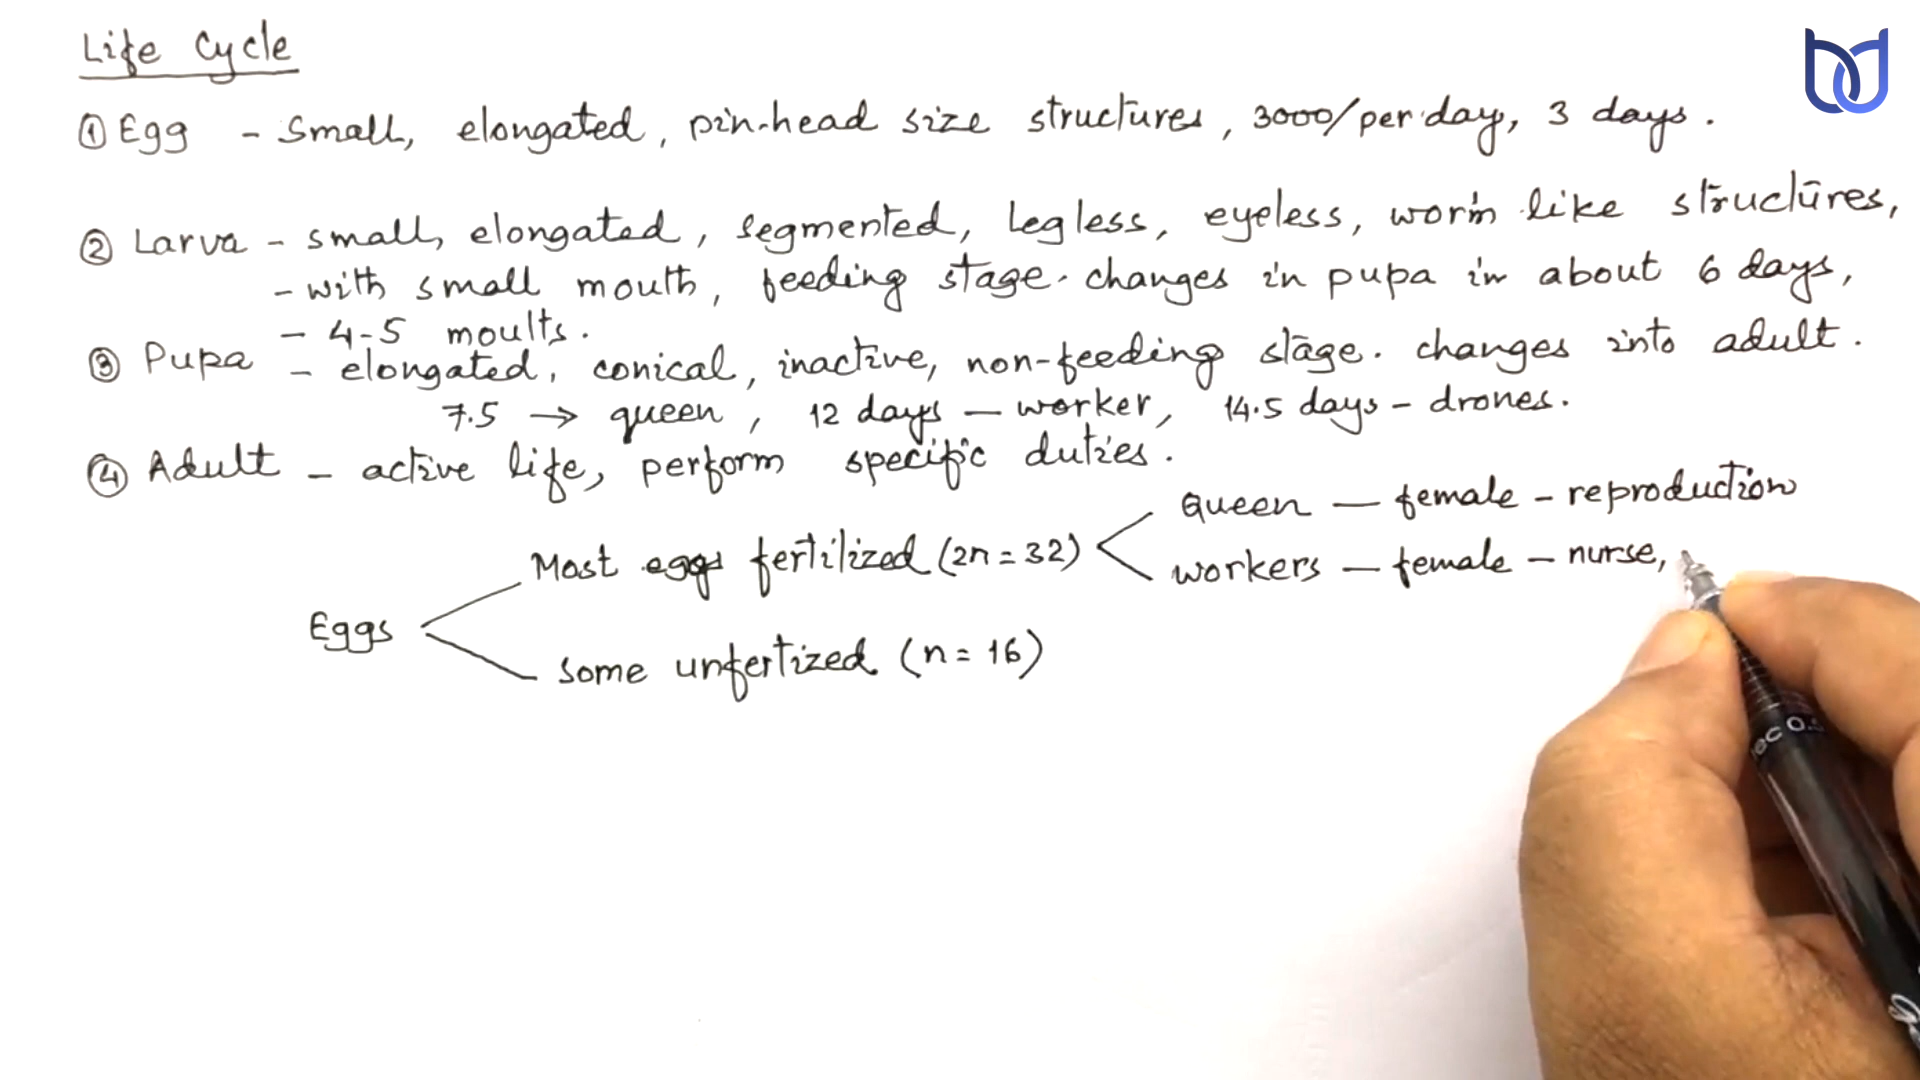 Life Cycle
① Egg - Small, elongated, pin-head size structures, 3000/per day, 3 days.
② Larva - small, elongated, segmented, legless, eyeless, worm like structures,
- with small mouth, feeding stage. changes in pupa in about 6 days,
- 4-5 moults.
③ Pupa - elongated, conical, inactive, non-feeding stage. changes into adult.
7.5 → queen, 12 days - worker, 14.5 days - drones.
④ Adult - active life, perform specific duties.
Eggs
Most eggs fertilized (2n = 32)
Queen - female - reproduction
workers - female - nurse,
some unfertized (n = 16)